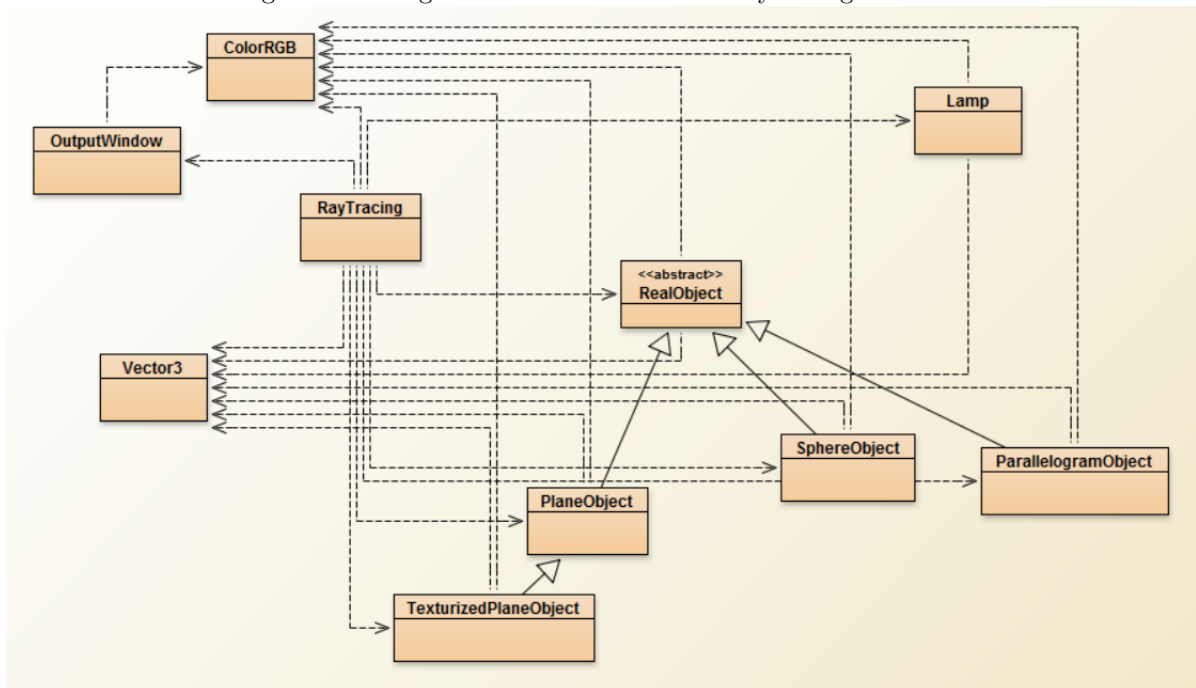 ColorRGB
Lamp
OutputWindow
RayTracing
<<abstract>>
RealObject
Vector3
SphereObject
ParallelogramObject
PlaneObject
TexturizedPlaneObject